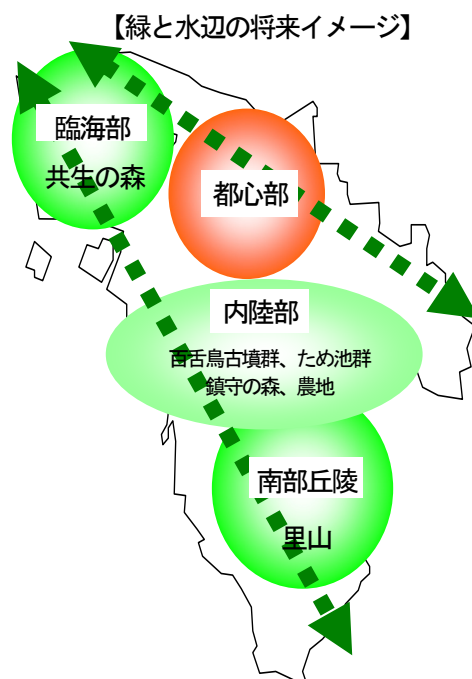 【緑と水辺の将来イメージ】
臨海部
共生の森
都心部
内陸部
百舌鳥古墳群、ため池群
鎮守の森、農地
南部丘陵
里山